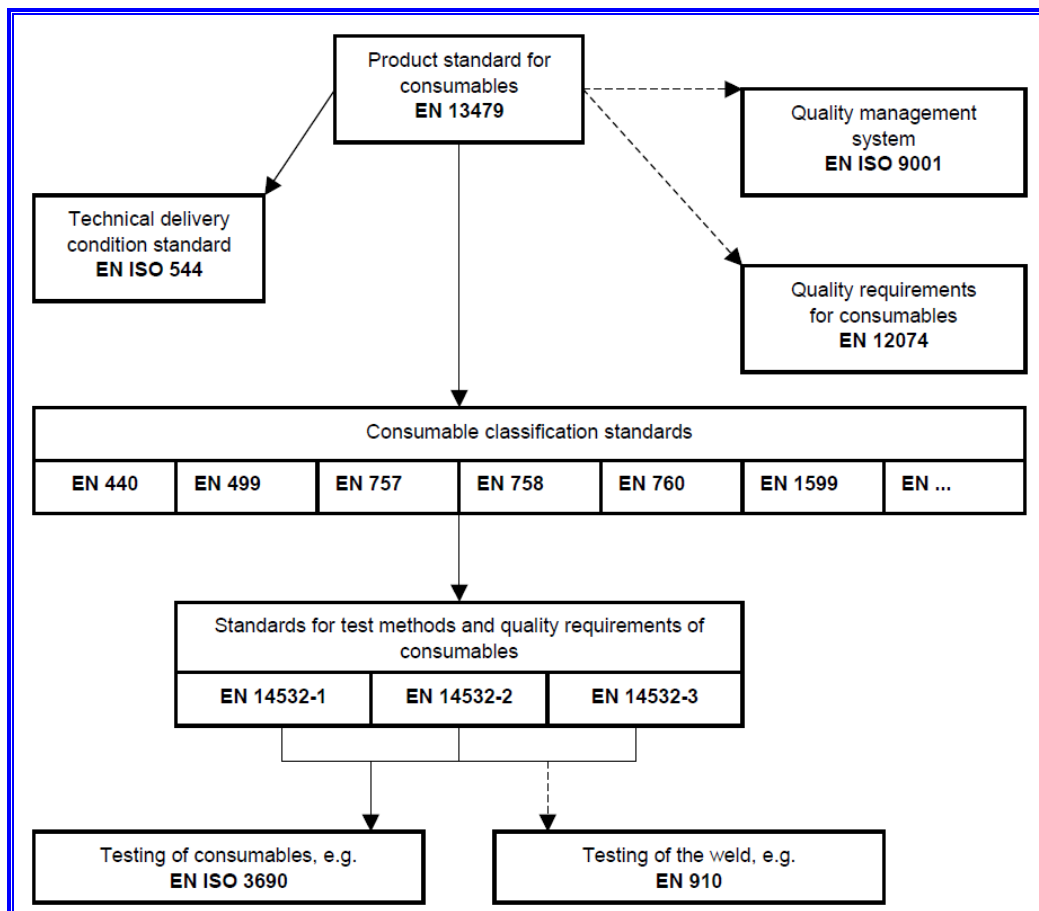 Product standard for
consumables
EN 13479
Quality management
system
EN ISO 9001
Technical delivery
condition standard
EN ISO 544
Quality requirements
for consumables
EN 12074
Consumable classification standards
EN 440 EN 499 EN 757 EN 758 EN 760 EN 1599 EN ...
Standards for test methods and quality requirements of
consumables
EN 14532-1 EN 14532-2 EN 14532-3
Testing of consumables, e.g.
EN ISO 3690
Testing of the weld, e.g.
EN 910